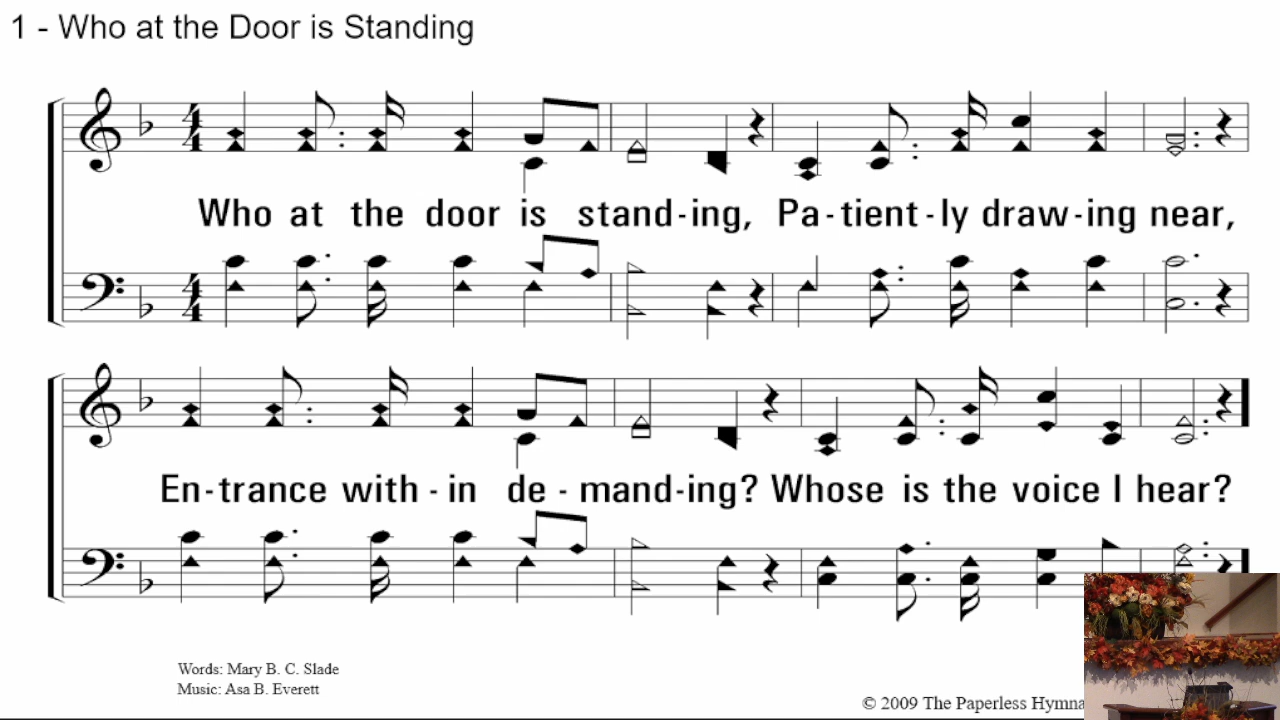 1 - Who at the Door is Standing
Who at the door is stand-ing, Pa-tient-ly draw-ing near,
En-trance with-in de-mand-ing? Whose is the voice I hear?
Words: Mary B. C. Slade
Music: Asa B. Everett
© 2009 The Paperless Hymna